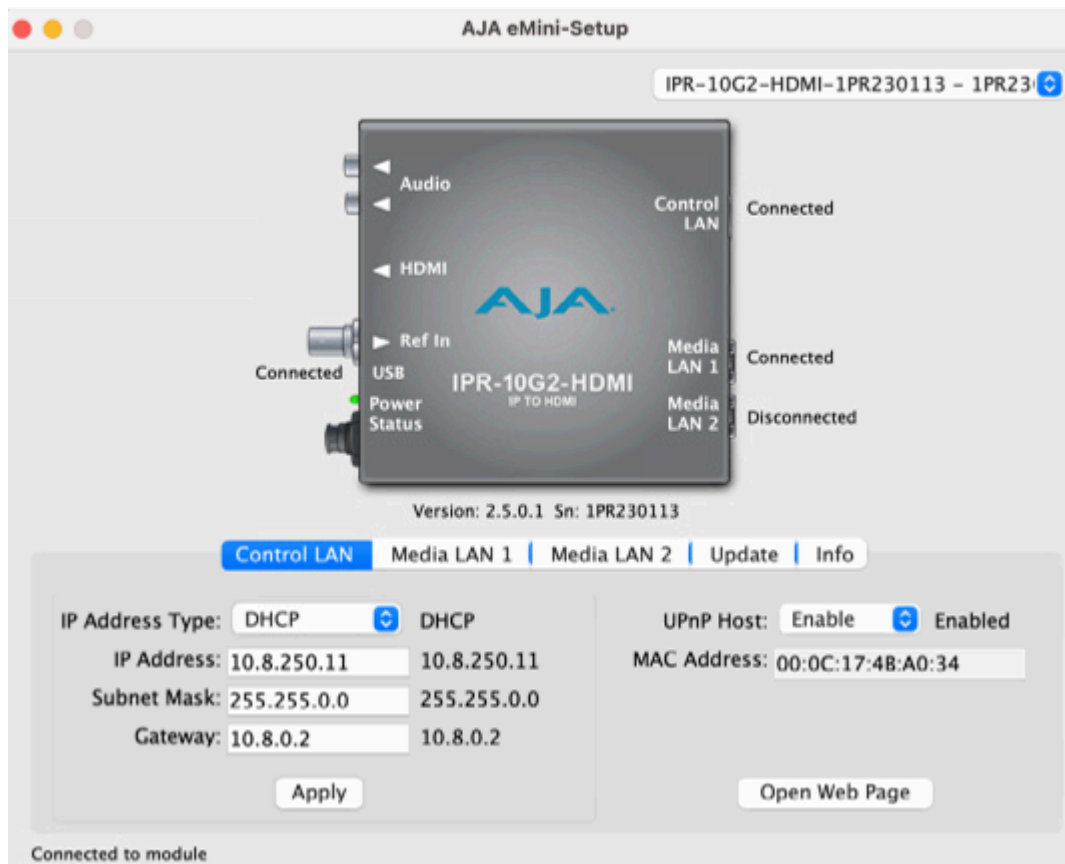 AJA eMini-Setup
IPR-10G2-HDMI-1PR230113 - 1PR23
Audio
Control LAN
Connected
HDMI
AJA
Ref In
Connected
USB
IPR-10G2-HDMI
IP TO HDMI
Media LAN 1
Connected
Power Status
Media LAN 2
Disconnected
Version: 2.5.0.1 Sn: 1PR230113
Control LAN Media LAN 1 Media LAN 2 Update Info
IP Address Type: DHCP DHCP
UPnP Host: Enable Enabled
IP Address: 10.8.250.11 10.8.250.11
MAC Address: 00:0C:17:4B:A0:34
Subnet Mask: 255.255.0.0 255.255.0.0
Gateway: 10.8.0.2 10.8.0.2
Apply
Open Web Page
Connected to module